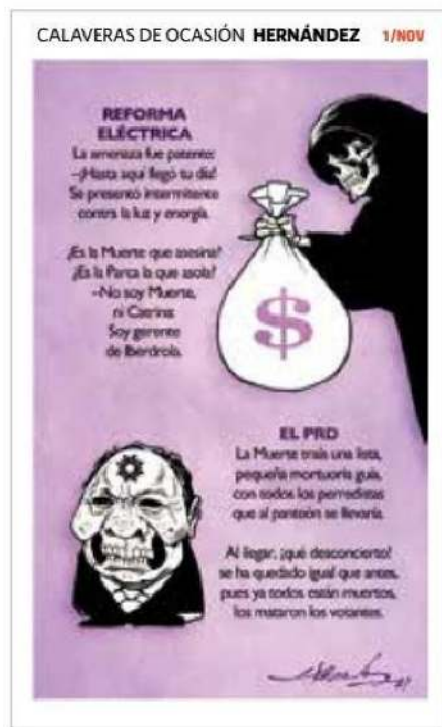 CALAVERAS DE OCASIÓN HERNÁNDEZ 1/NOV
REFORMA
ELÉCTRICA
La amenaza fue patente:
–¡Hasta aquí llegó tu día!
Se presentó intermitente
contra la luz y energía.
¿Es la Muerte que asesina?
¿Es la Parca la que asola?
–No soy Muerte,
ni Catrina
Soy gerente
de Iberdrola.
$
EL PRD
La Muerte traía una lista,
pequeña mortuoria guía,
con todos los perredistas
que al panteón se llevaría.
Al llegar, ¡qué desconcierto!
se ha quedado igual que antes,
pues ya todos están muertos,
los mataron los votantes.